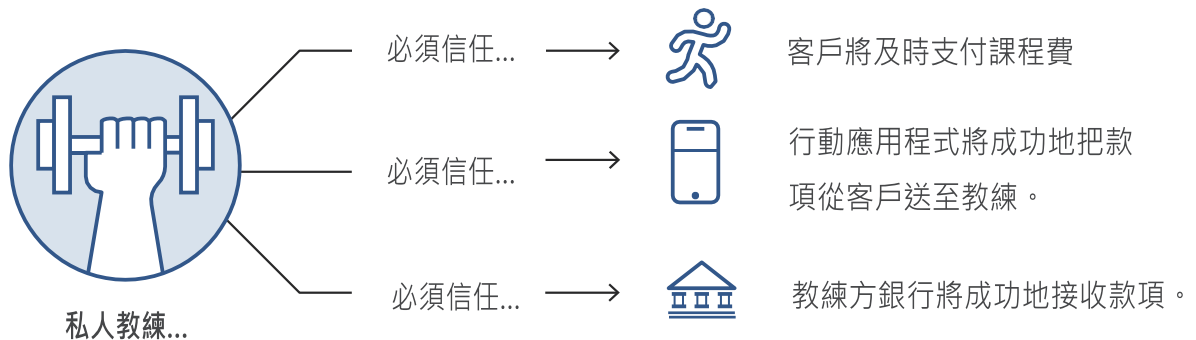 必須信任...
客戶將及時支付課程費
行動應用程式將成功地把款
必須信任...
項從客戶送至教練。
必須信任...
教練方銀行將成功地接收款項。
私人教練...